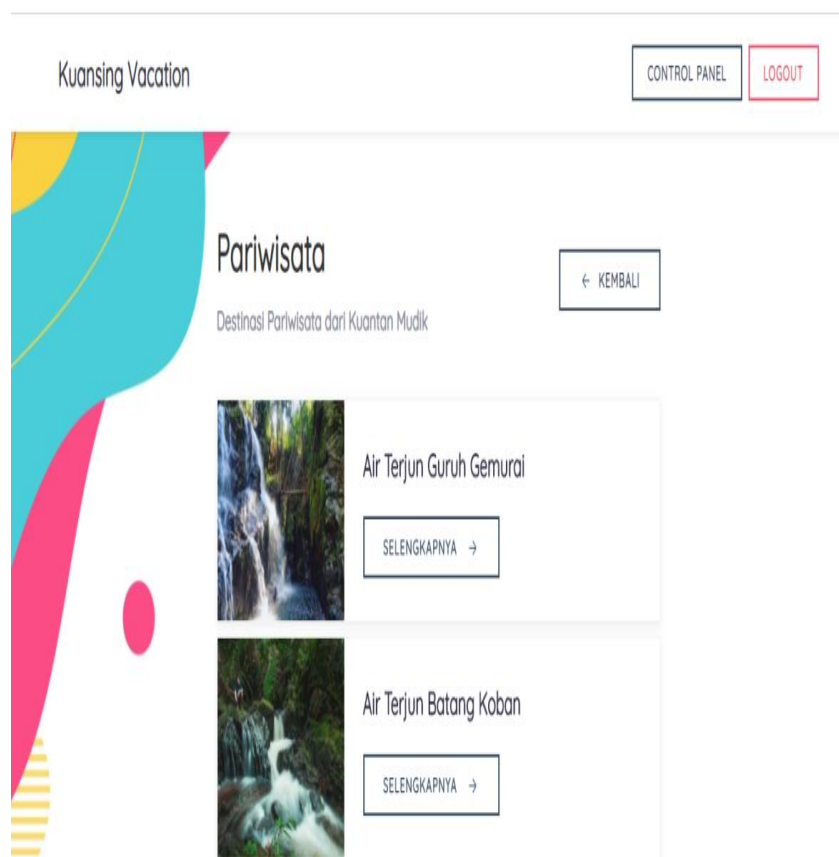 Kuansing Vacation
CONTROL PANEL
LOGOUT
Pariwisata
← KEMBALI
Destinasi Pariwisata dari Kuantan Mudik
Air Terjun Guruh Gemurai
SELENGKAPNYA →
Air Terjun Batang Koban
SELENGKAPNYA →